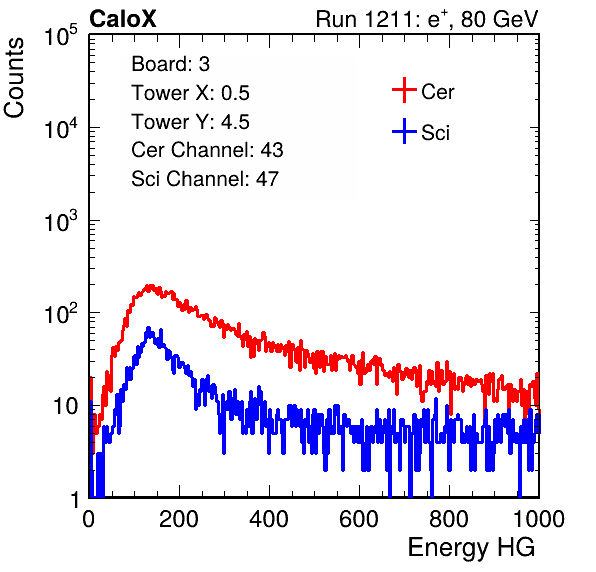 CaloX Run 1211: e⁺, 80 GeV
Board: 3
Tower X: 0.5
Tower Y: 4.5
Cer Channel: 43
Sci Channel: 47
Cer
Sci
Counts
10⁵
10⁴
10³
10²
10
1
0 200 400 600 800 1000
Energy HG